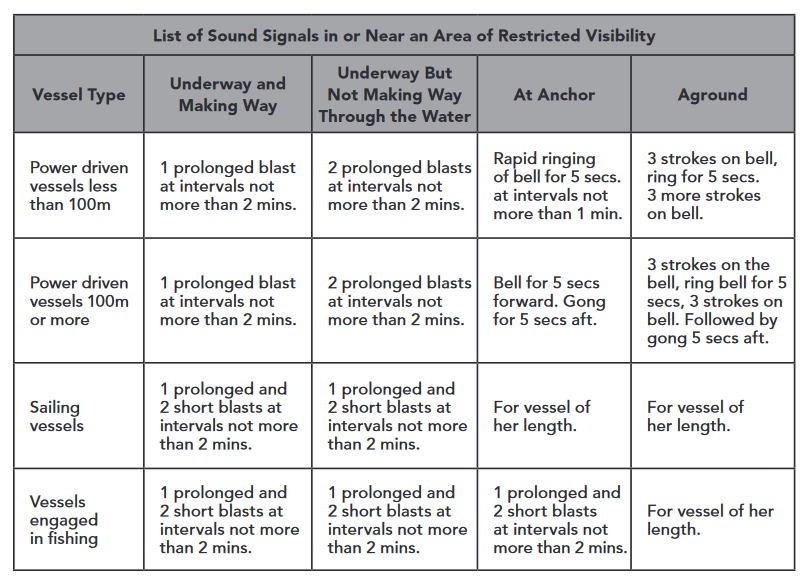 List of Sound Signals in or Near an Area of Restricted Visibility
Vessel Type
Underway and
Making Way
Underway But
Not Making Way
Through the Water
At Anchor
Aground
Power driven
vessels less
than 100m
1 prolonged blast
at intervals not
more than 2 mins.
2 prolonged blasts
at intervals not
more than 2 mins.
Rapid ringing
of bell for 5 secs.
at intervals not
more than 1 min.
3 strokes on bell,
ring for 5 secs.
3 more strokes
on bell.
Power driven
vessels 100m
or more
1 prolonged blast
at intervals not
more than 2 mins.
2 prolonged blasts
at intervals not
more than 2 mins.
Bell for 5 secs
forward. Gong
for 5 secs aft.
3 strokes on the
bell, ring bell for 5
secs, 3 strokes on
bell. Followed by
gong 5 secs aft.
Sailing
vessels
1 prolonged and
2 short blasts at
intervals not more
than 2 mins.
1 prolonged and
2 short blasts at
intervals not more
than 2 mins.
For vessel of
her length.
For vessel of
her length.
Vessels
engaged
in fishing
1 prolonged and
2 short blasts at
intervals not more
than 2 mins.
1 prolonged and
2 short blasts at
intervals not more
than 2 mins.
1 prolonged and
2 short blasts
at intervals not
more than 2 mins.
For vessel of her
length.